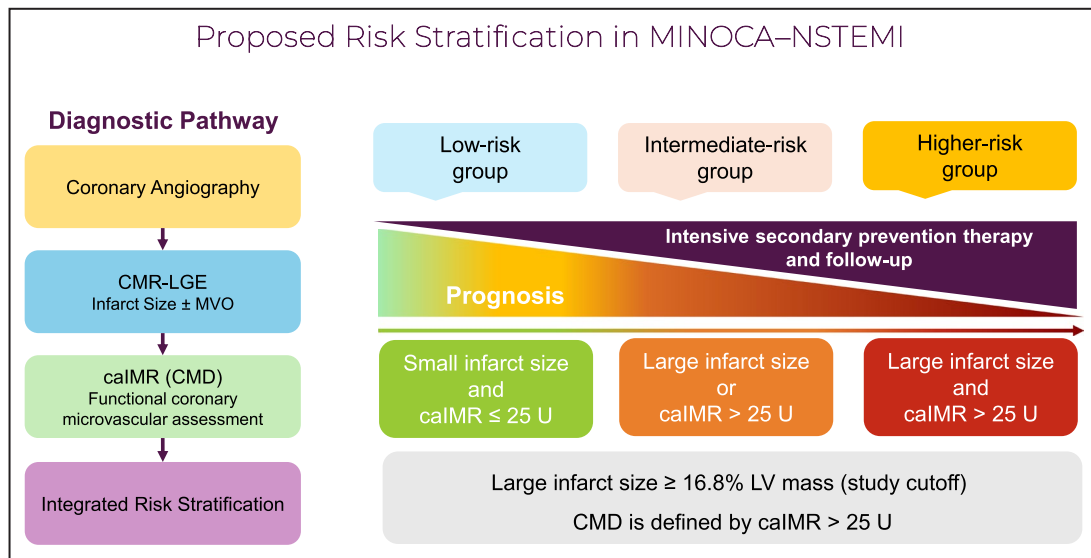 Proposed Risk Stratification in MINOCA–NSTEMI
Diagnostic Pathway
Coronary Angiography
CMR-LGE
Infarct Size ± MVO
caIMR (CMD)
Functional coronary
microvascular assessment
Integrated Risk Stratification
Low-risk
group
Intermediate-risk
group
Higher-risk
group
Intensive secondary prevention therapy
and follow-up
Prognosis
Small infarct size
and
caIMR ≤ 25 U
Large infarct size
or
caIMR > 25 U
Large infarct size
and
caIMR > 25 U
Large infarct size ≥ 16.8% LV mass (study cutoff)
CMD is defined by caIMR > 25 U